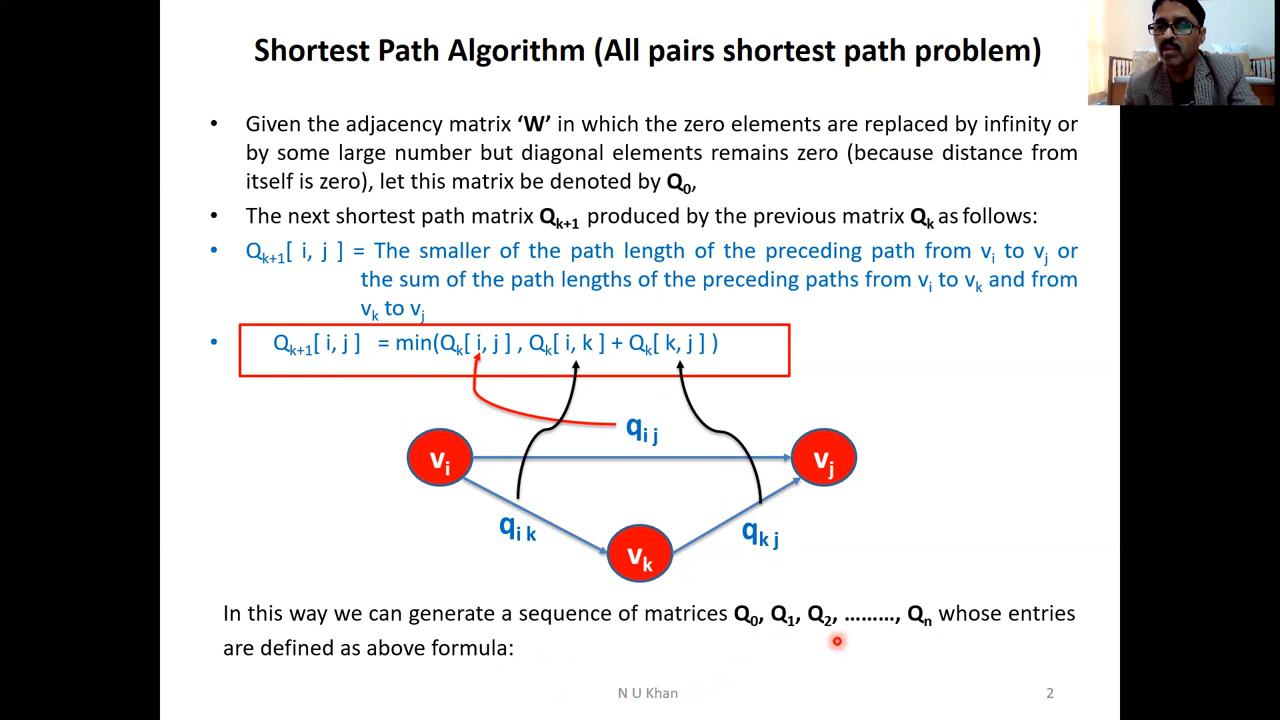 Shortest Path Algorithm (All pairs shortest path problem)
• Given the adjacency matrix ‘W’ in which the zero elements are replaced by infinity or
by some large number but diagonal elements remains zero (because distance from
itself is zero), let this matrix be denoted by Q0,
• The next shortest path matrix Qk+1 produced by the previous matrix Qk as follows:
• Qk+1[ i, j ] = The smaller of the path length of the preceding path from vi to vj or
the sum of the path lengths of the preceding paths from vi to vk and from
vk to vj
• Qk+1[ i, j ] = min(Qk[ i, j ] , Qk[ i, k ] + Qk[ k, j ] )
qi j
vi
vj
qi k
qk j
vk
In this way we can generate a sequence of matrices Q0, Q1, Q2, ………, Qn whose entries
are defined as above formula:
N U Khan
2